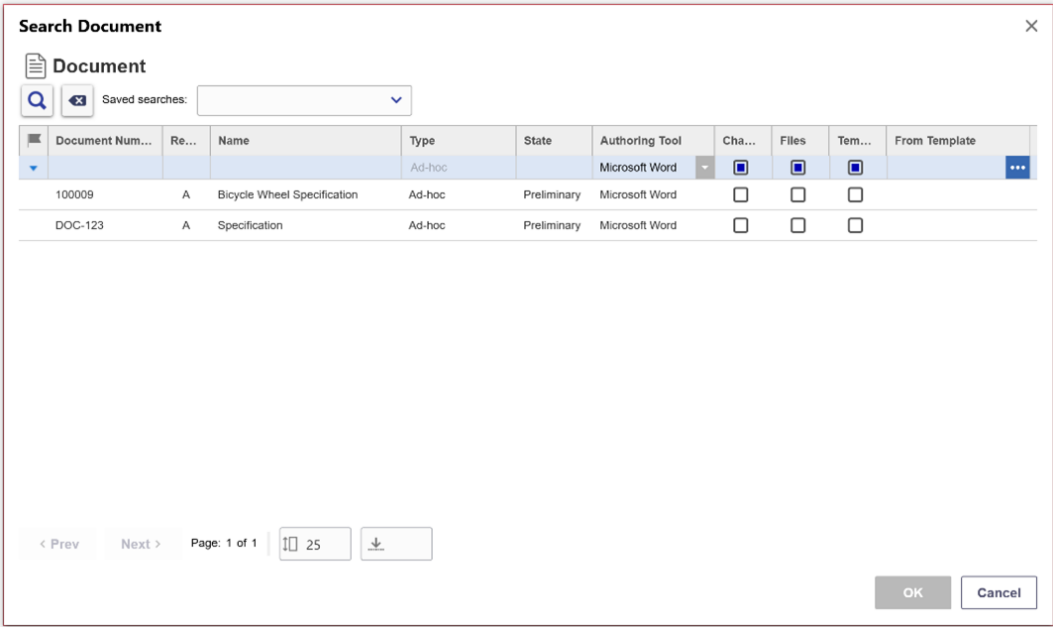 Search Document
Document
Saved searches:
Document Num... Re... Name Type State Authoring Tool Cha... Files Tem... From Template
Ad-hoc Microsoft Word
100009 A Bicycle Wheel Specification Ad-hoc Preliminary Microsoft Word
DOC-123 A Specification Ad-hoc Preliminary Microsoft Word
< Prev Next > Page: 1 of 1 25
OK Cancel